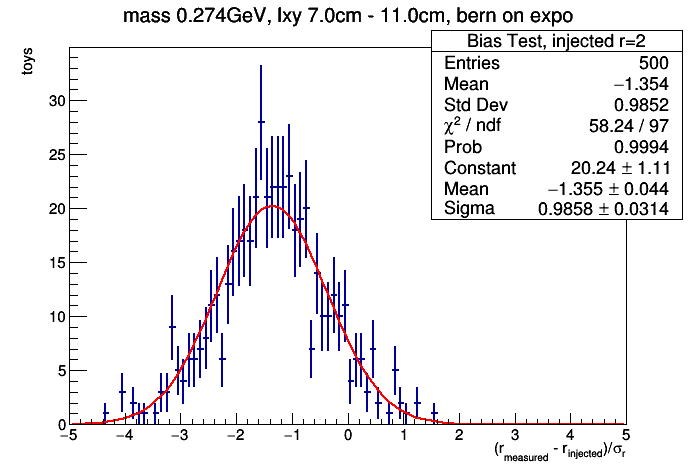 mass 0.274GeV, lxy 7.0cm - 11.0cm, bern on expo
Bias Test, injected r=2
Entries 500
Mean −1.354
Std Dev 0.9852
χ² / ndf 58.24 / 97
Prob 0.9994
Constant 20.24 ± 1.11
Mean −1.355 ± 0.044
Sigma 0.9858 ± 0.0314
toys
30
25
20
15
10
5
0
−5 −4 −3 −2 −1 0 1 2 3 4 5
(r_measured - r_injected)/σ_r